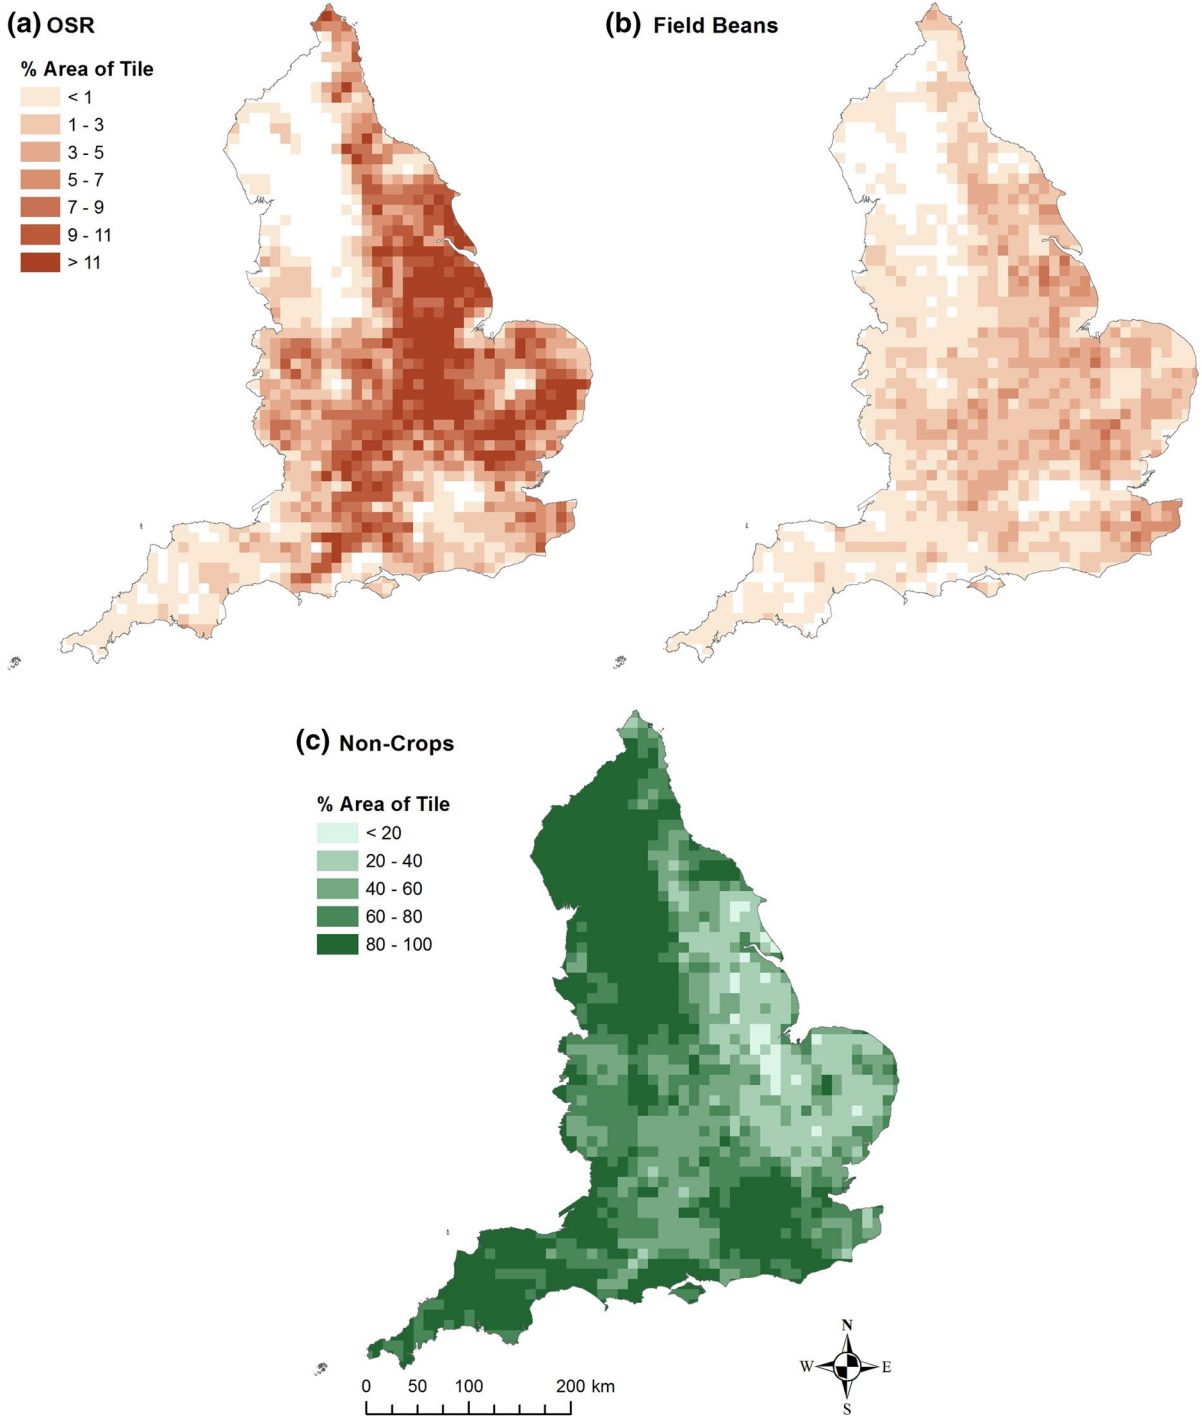 (a) OSR
% Area of Tile
< 1
1 - 3
3 - 5
5 - 7
7 - 9
9 - 11
> 11
(b) Field Beans
(c) Non-Crops
% Area of Tile
< 20
20 - 40
40 - 60
60 - 80
80 - 100
N
W E
S
0 50 100 200 km